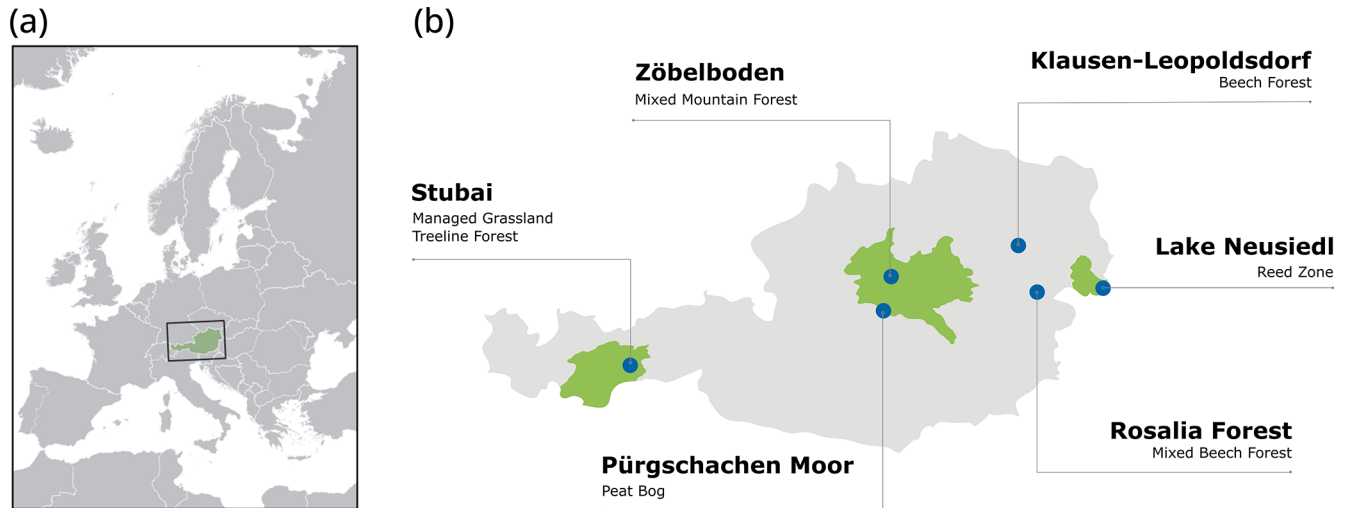 (a)
(b)
Zöbelboden
Mixed Mountain Forest
Klausen-Leopoldsdorf
Beech Forest
Stubai
Managed Grassland
Treeline Forest
Lake Neusiedl
Reed Zone
Rosalia Forest
Mixed Beech Forest
Pürgschachen Moor
Peat Bog